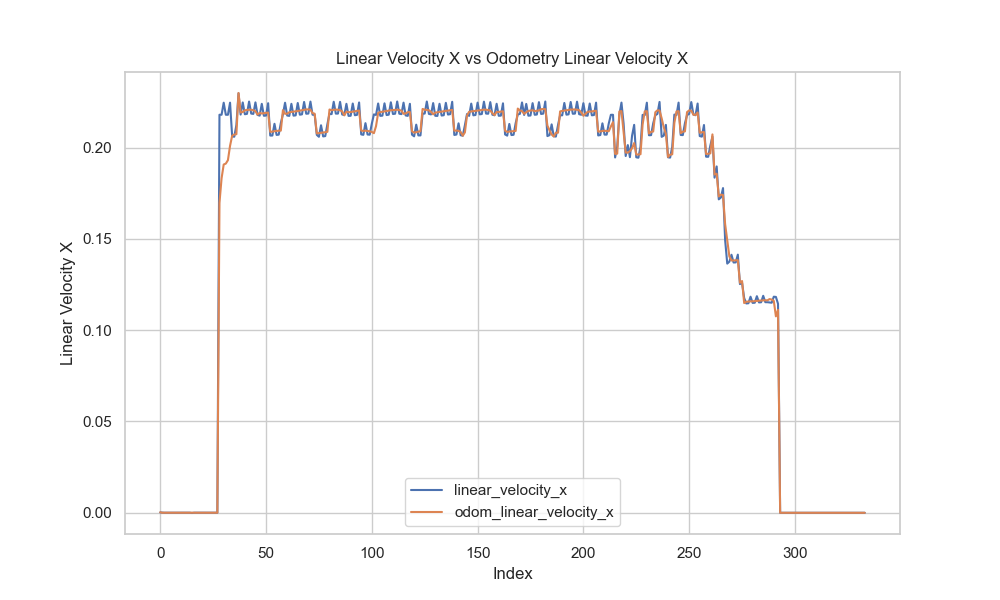 Linear Velocity X vs Odometry Linear Velocity X
Linear Velocity X
0.20
0.15
0.10
0.05
0.00
linear_velocity_x
odom_linear_velocity_x
0 50 100 150 200 250 300
Index